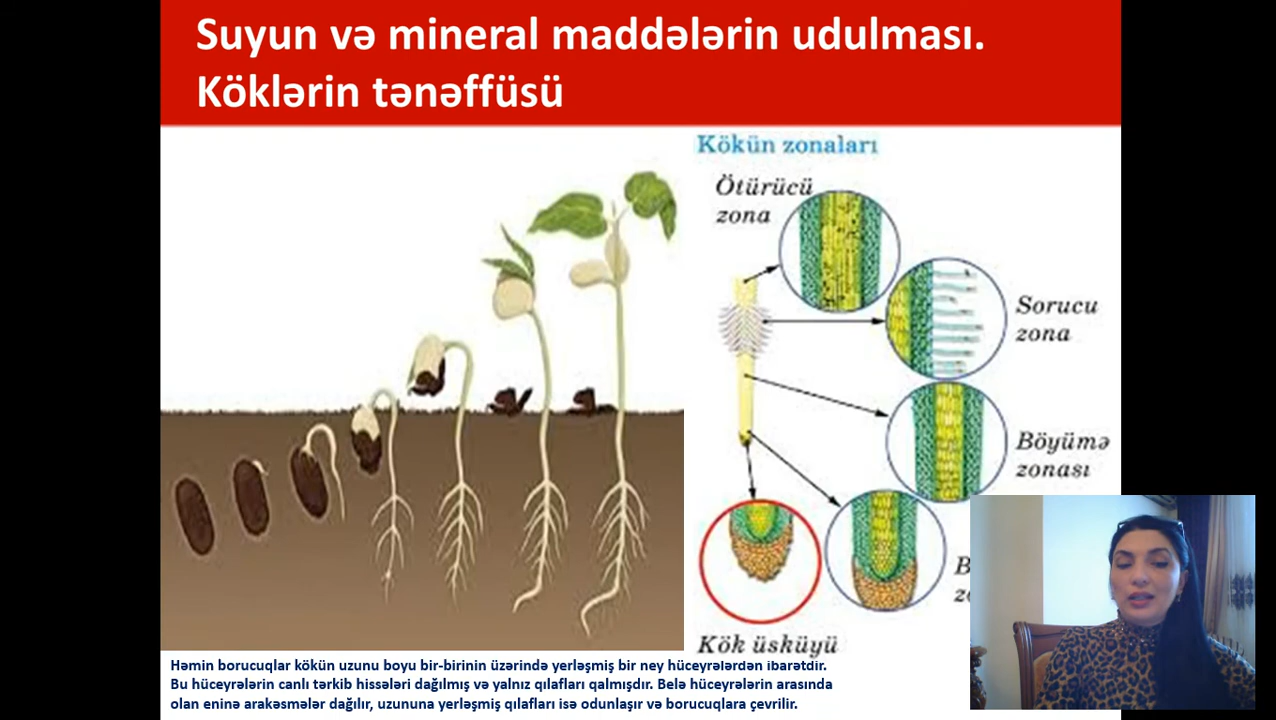 Suyun və mineral maddələrin udulması.
Köklərin tənəffüsü
Kökün zonaları
Ötürücü
zona
Sorucu
zona
Böyümə
zonası
Kök üsküyü
Həmin borucuqlar kökün uzunu boyu bir-birinin üzərində yerləşmiş bir ney hüceyrələrdən ibarətdir.
Bu hüceyrələrin canlı tərkib hissələri dağılmış və yalnız qılafları qalmışdır. Belə hüceyrələrin arasında
olan eninə arakəsmələr dağılır, uzununa yerləşmiş qılafları isə odunlaşır və borucuqlara çevrilir.